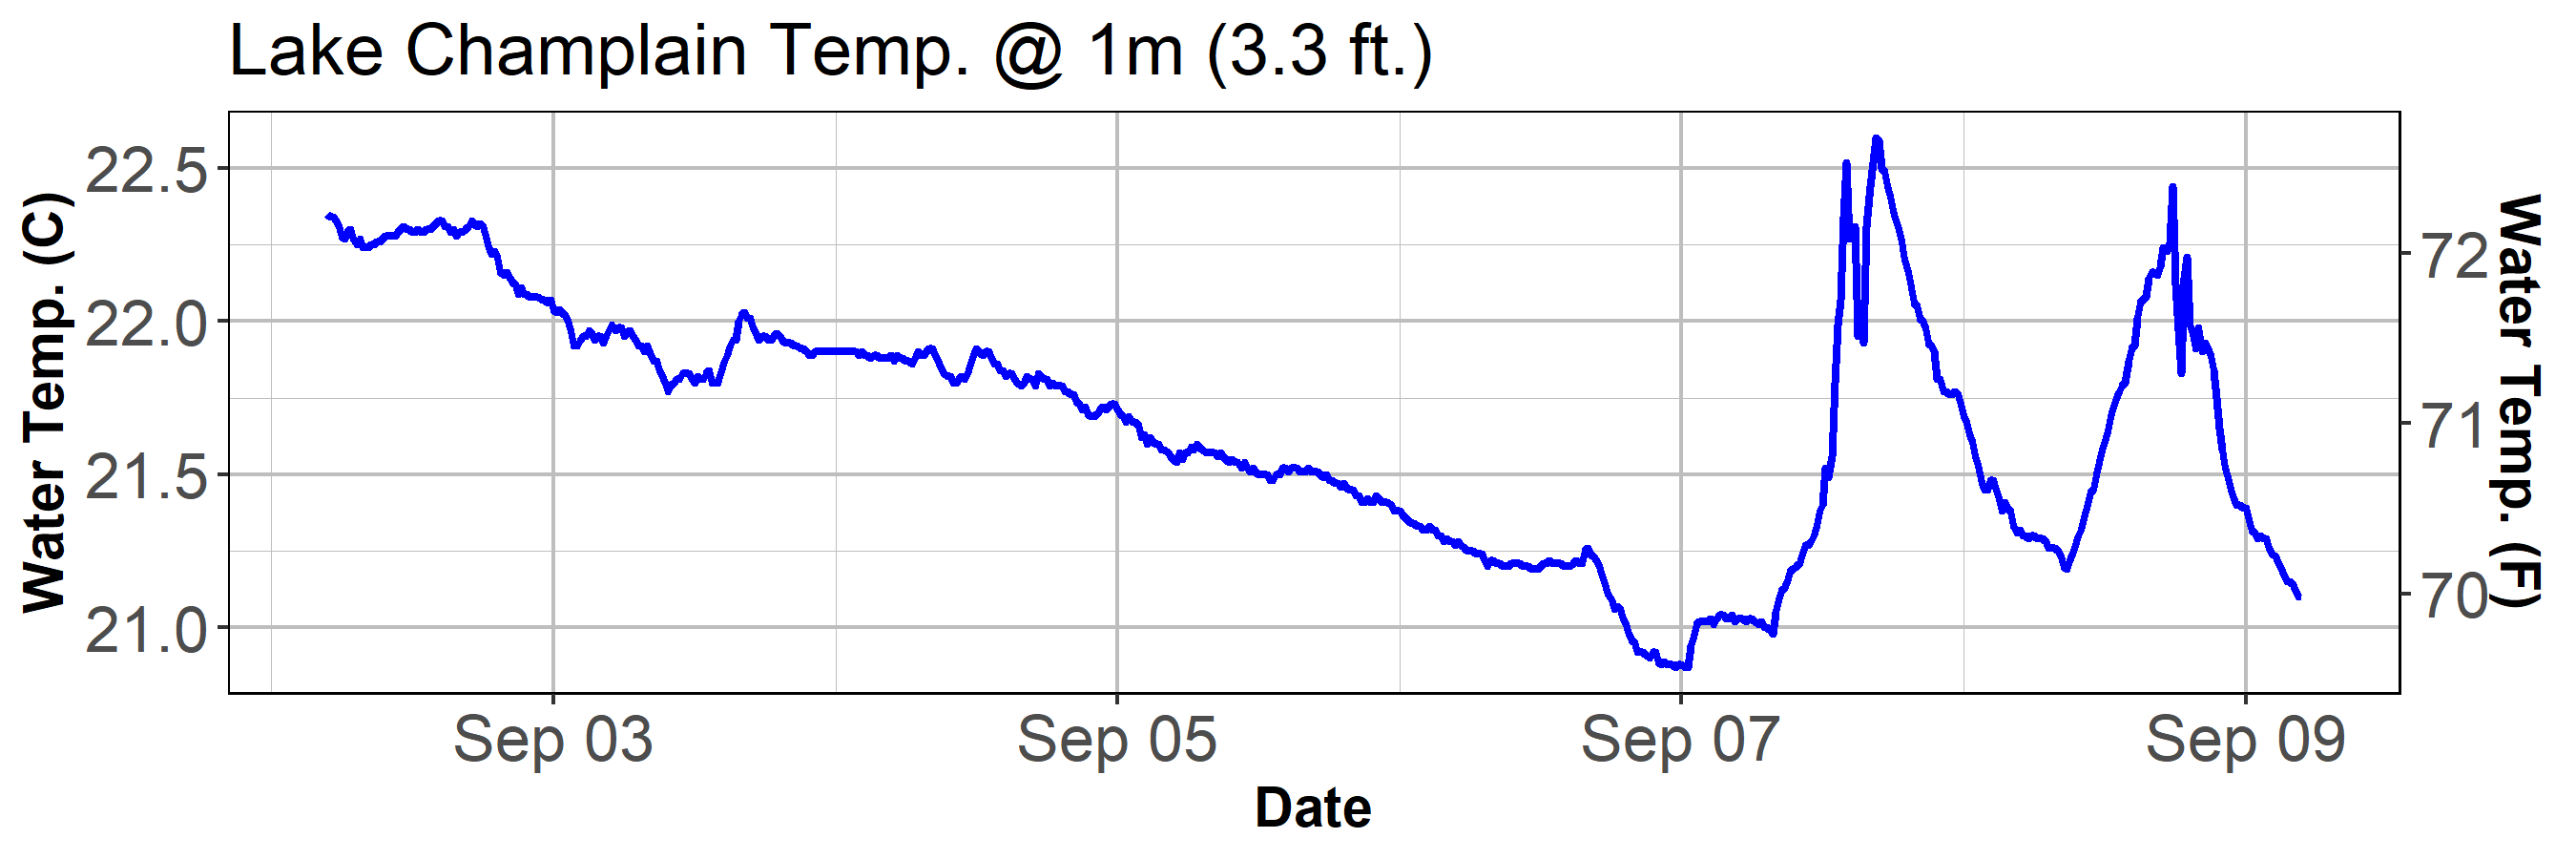 Lake Champlain Temp. @ 1m (3.3 ft.)
Water Temp. (C)
22.5
22.0
21.5
21.0
72
71
70
Water Temp. (F)
Sep 03
Sep 05
Sep 07
Sep 09
Date